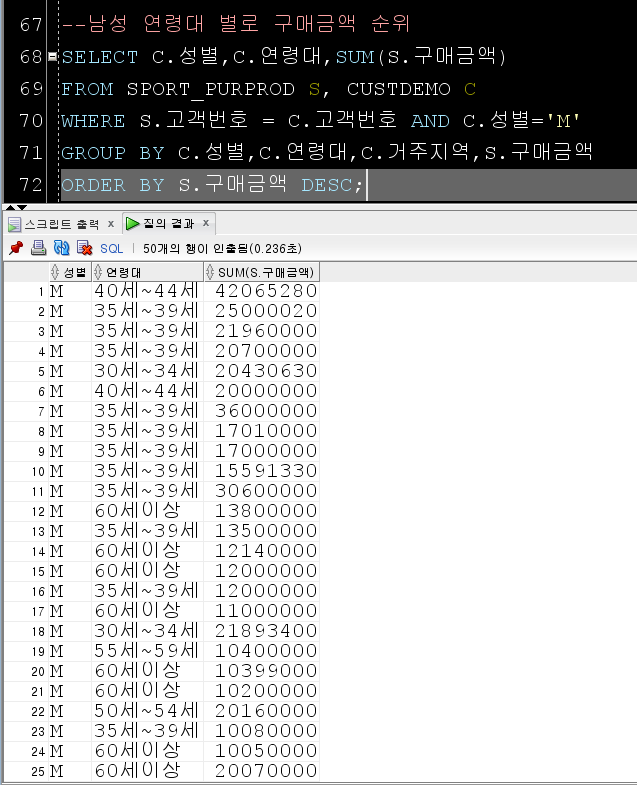 67 --남성 연령대 별로 구매금액 순위
68 SELECT C.성별,C.연령대,SUM(S.구매금액)
69 FROM SPORT_PURPROD S, CUSTDEMO C
70 WHERE S.고객번호 = C.고객번호 AND C.성별='M'
71 GROUP BY C.성별,C.연령대,C.거주지역,S.구매금액
72 ORDER BY S.구매금액 DESC;
스크립트 출력 x 질의 결과 x
SQL | 50개의 행이 인출됨(0.236초)
성별 연령대 SUM(S.구매금액)
1 M 40세~44세 42065280
2 M 35세~39세 25000020
3 M 35세~39세 21960000
4 M 35세~39세 20700000
5 M 30세~34세 20430630
6 M 40세~44세 20000000
7 M 35세~39세 36000000
8 M 35세~39세 17010000
9 M 35세~39세 17000000
10 M 35세~39세 15591330
11 M 35세~39세 30600000
12 M 60세이상 13800000
13 M 35세~39세 13500000
14 M 60세이상 12140000
15 M 60세이상 12000000
16 M 35세~39세 12000000
17 M 60세이상 11000000
18 M 30세~34세 21893400
19 M 55세~59세 10400000
20 M 60세이상 10399000
21 M 60세이상 10200000
22 M 50세~54세 20160000
23 M 35세~39세 10080000
24 M 60세이상 10050000
25 M 60세이상 20070000